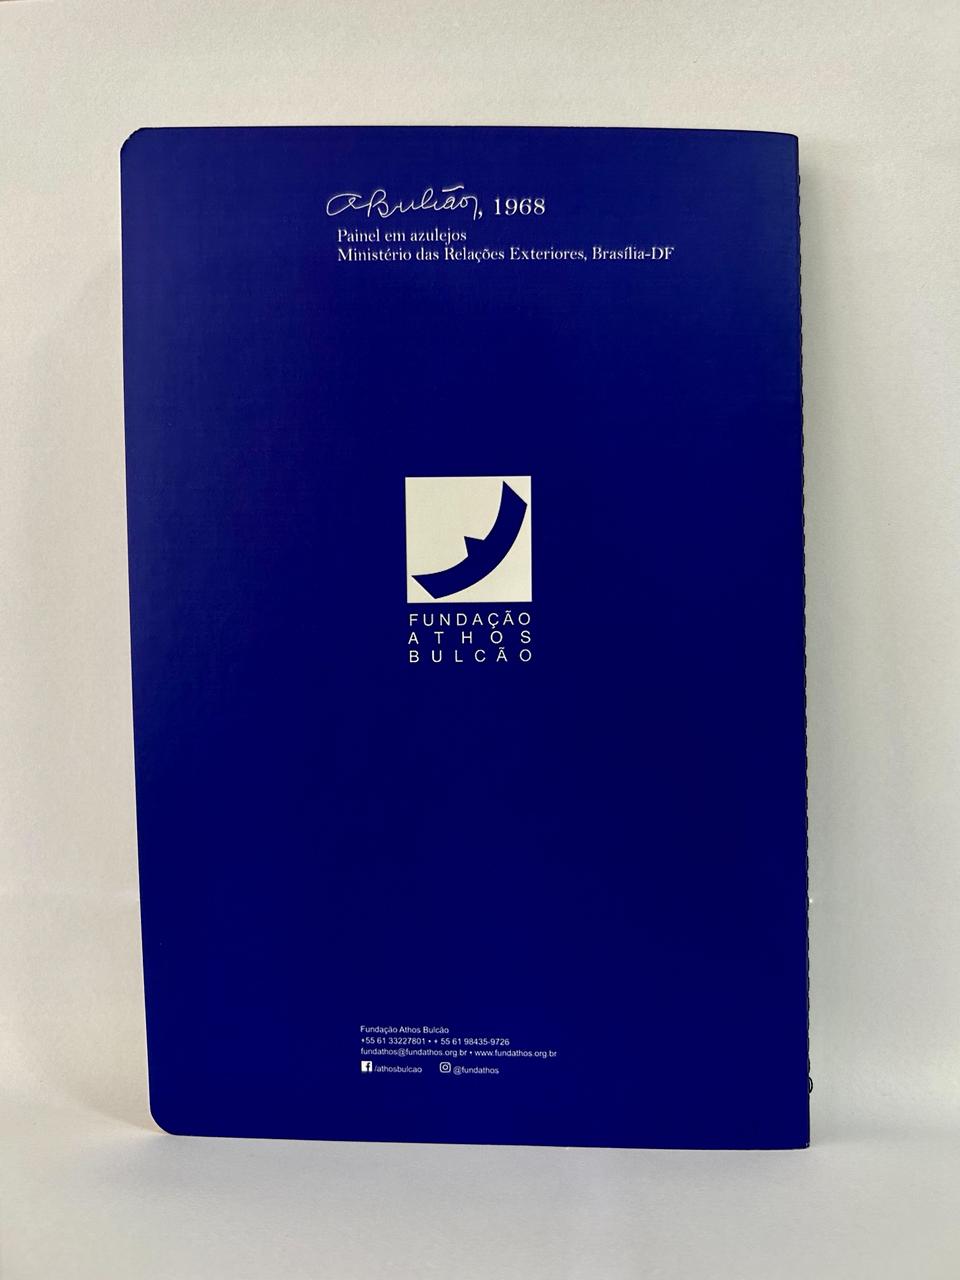 ABulcão, 1968
Painel em azulejos
Ministério das Relações Exteriores, Brasília-DF
FUNDAÇÃO
ATHOS
BULCÃO
Fundação Athos Bulcão
+55 61 33227801 • + 55 61 98435-9726
fundathos@fundathos.org.br • www.fundathos.org.br
/athosbulcao @fundathos